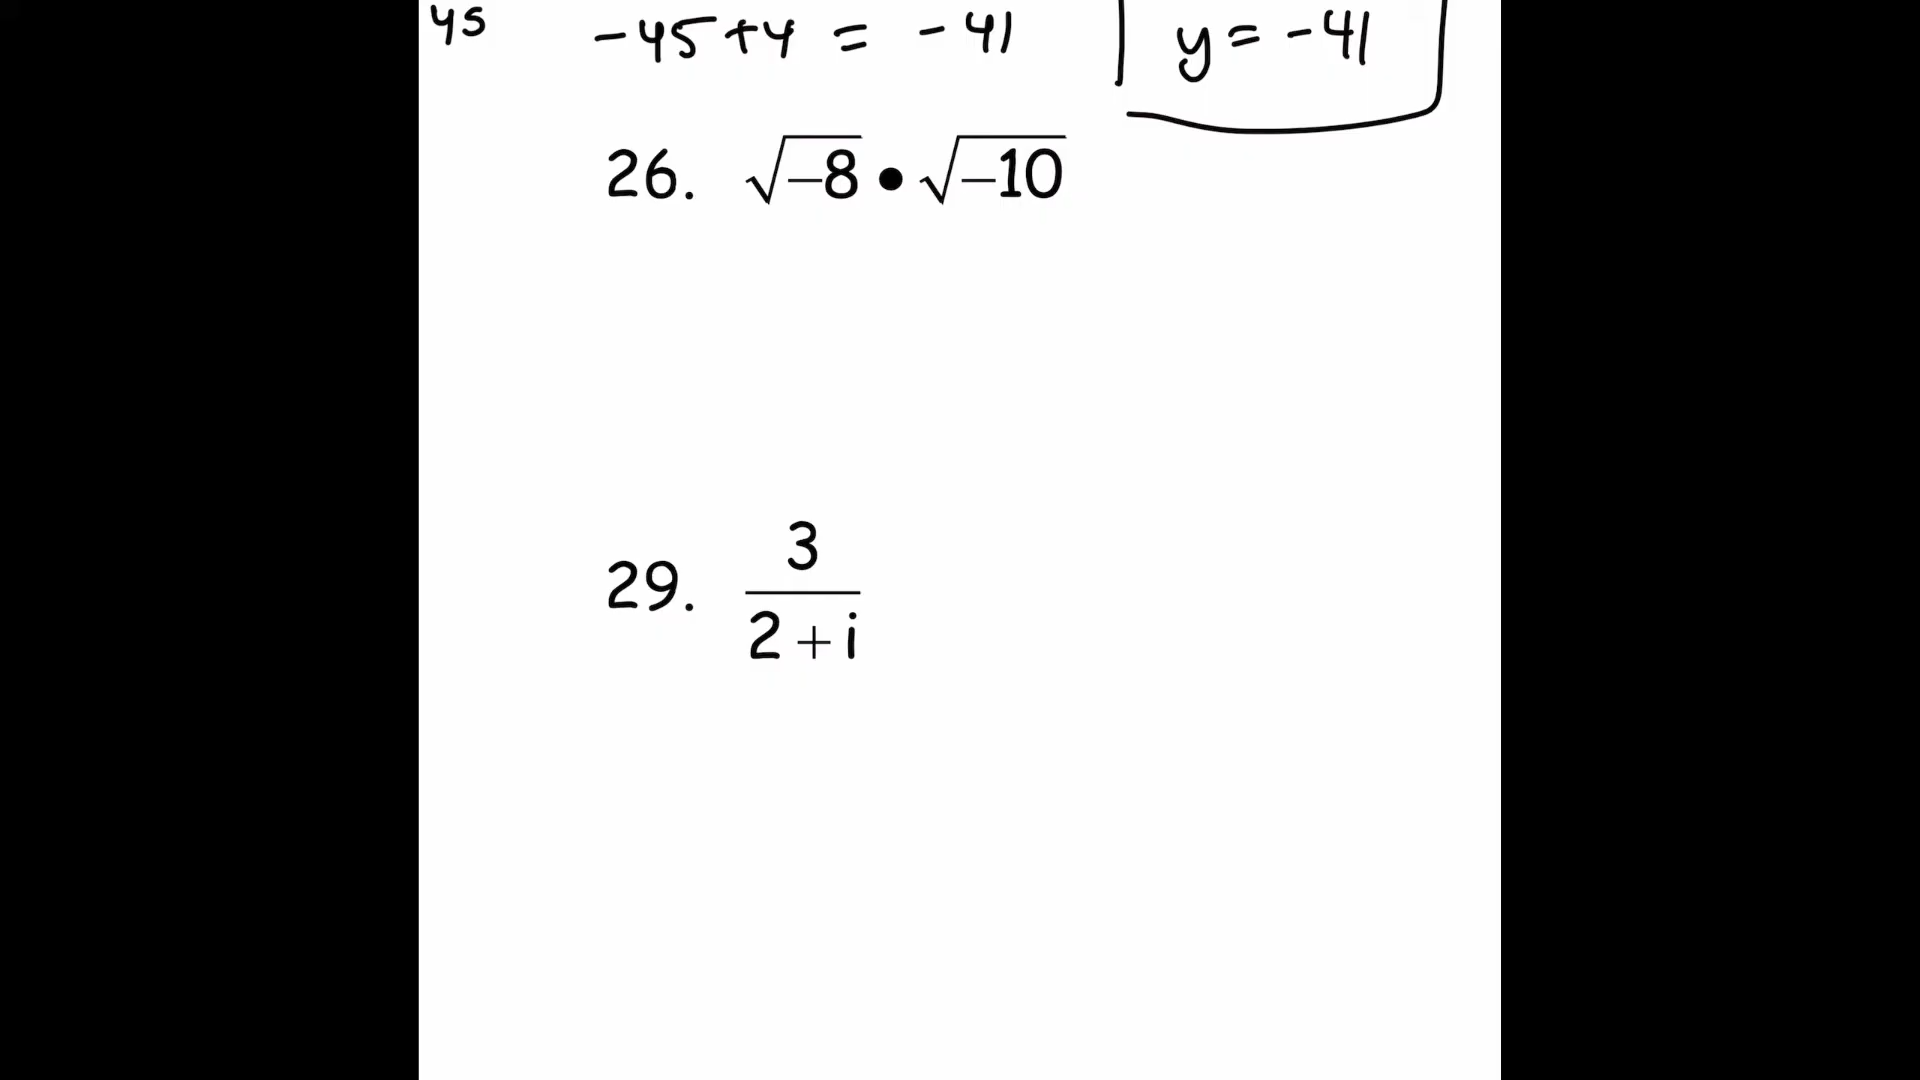 45 -45+4 = -41 y = -41
26. √-8 • √-10
29. 3
2 + i